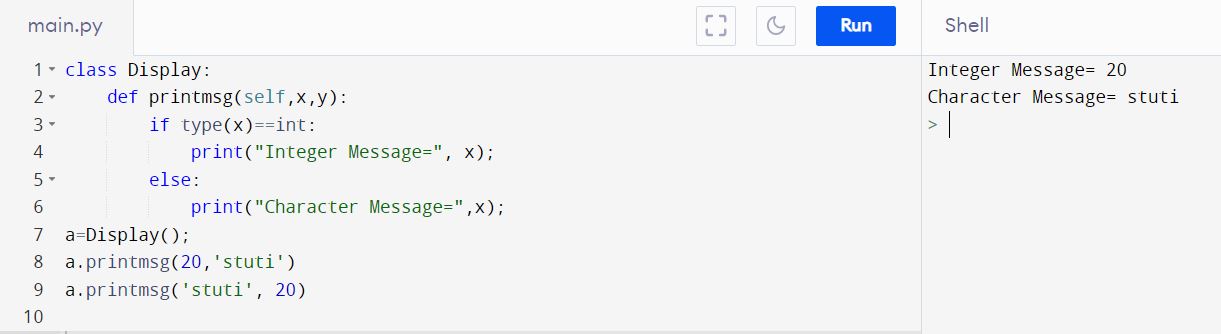 main.py Run Shell
1 class Display:
2 def printmsg(self,x,y):
3 if type(x)==int:
4 print("Integer Message=", x);
5 else:
6 print("Character Message=",x);
7 a=Display();
8 a.printmsg(20,'stuti')
9 a.printmsg('stuti', 20)
10
Integer Message= 20
Character Message= stuti
>